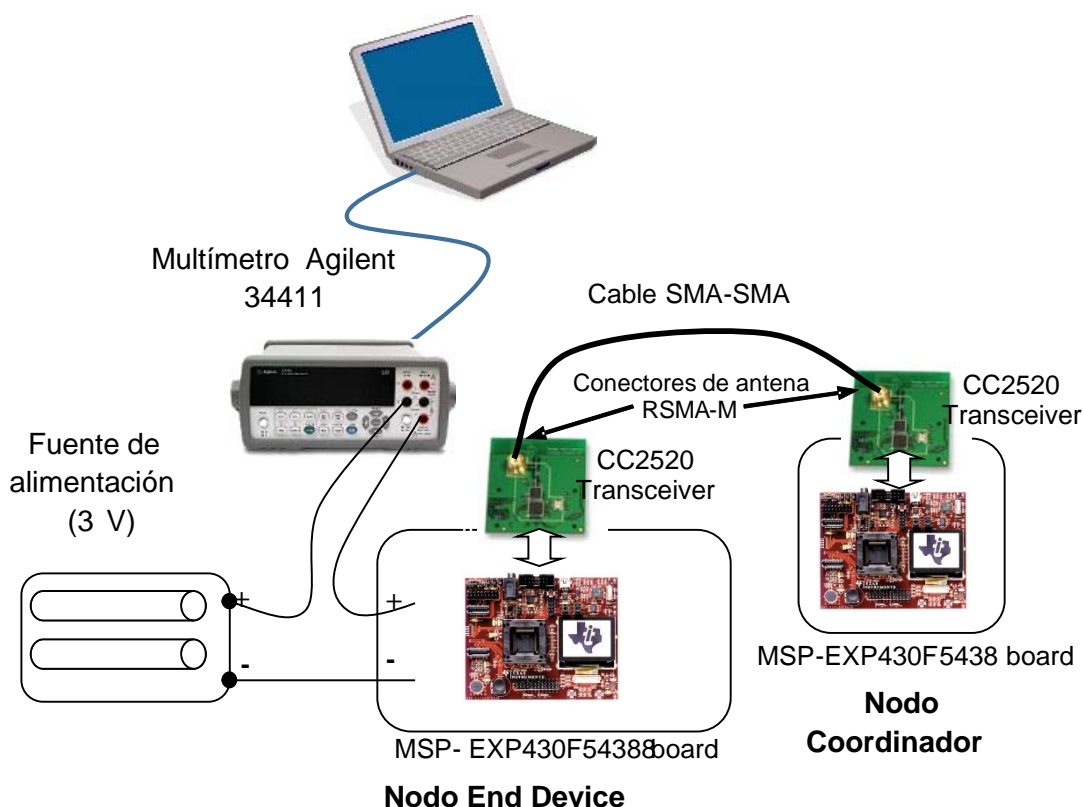 Multímetro Agilent
34411
Cable SMA-SMA
Conectores de antena
RSMA-M
CC2520
Transceiver
Fuente de
alimentación
(3 V)
CC2520
Transceiver
+
-
+
-
MSP-EXP430F5438 board
Nodo
Coordinador
MSP- EXP430F54388board
Nodo End Device